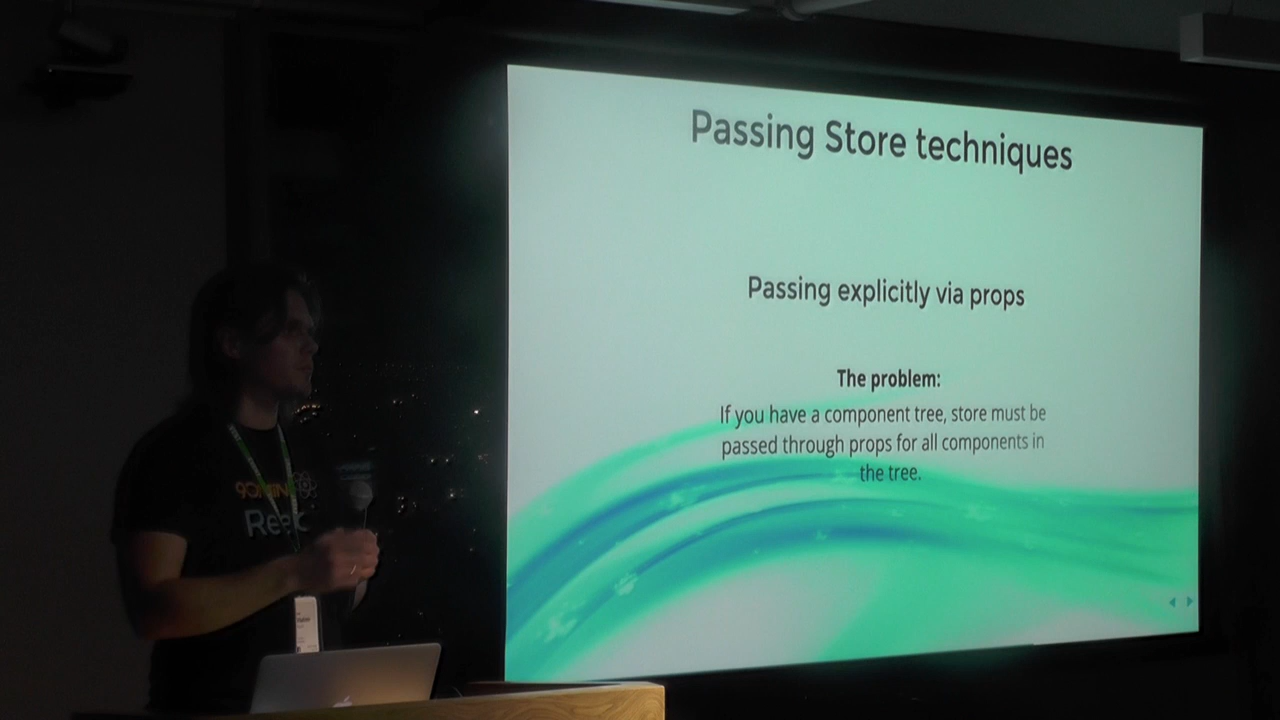 Passing Store techniques
Passing explicitly via props
The problem:
If you have a component tree, store must be
passed through props for all components in
the tree.